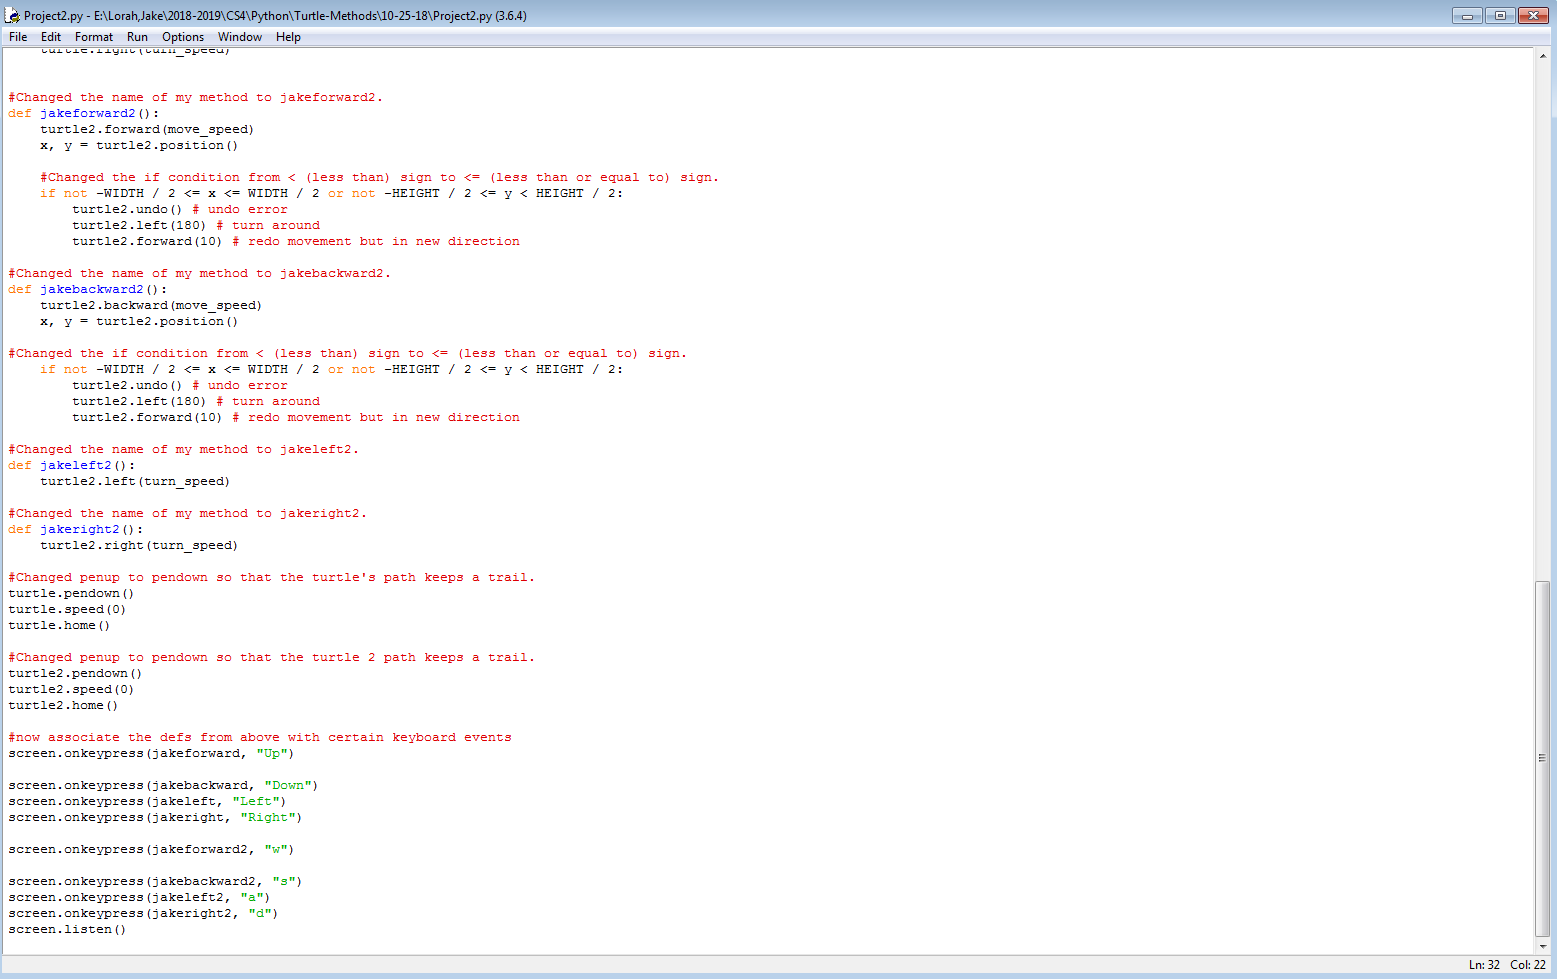 Project2.py - E:\Lorah,Jake\2018-2019\CS4\Python\Turtle-Methods\10-25-18\Project2.py (3.6.4)
File Edit Format Run Options Window Help
    turtle.right(turn_speed)
#Changed the name of my method to jakeforward2.
def jakeforward2():
    turtle2.forward(move_speed)
    x, y = turtle2.position()
    #Changed the if condition from < (less than) sign to <= (less than or equal to) sign.
    if not -WIDTH / 2 <= x <= WIDTH / 2 or not -HEIGHT / 2 <= y < HEIGHT / 2:
        turtle2.undo() # undo error
        turtle2.left(180) # turn around
        turtle2.forward(10) # redo movement but in new direction
#Changed the name of my method to jakebackward2.
def jakebackward2():
    turtle2.backward(move_speed)
    x, y = turtle2.position()
#Changed the if condition from < (less than) sign to <= (less than or equal to) sign.
    if not -WIDTH / 2 <= x <= WIDTH / 2 or not -HEIGHT / 2 <= y < HEIGHT / 2:
        turtle2.undo() # undo error
        turtle2.left(180) # turn around
        turtle2.forward(10) # redo movement but in new direction
#Changed the name of my method to jakeleft2.
def jakeleft2():
    turtle2.left(turn_speed)
#Changed the name of my method to jakeright2.
def jakeright2():
    turtle2.right(turn_speed)
#Changed penup to pendown so that the turtle's path keeps a trail.
turtle.pendown()
turtle.speed(0)
turtle.home()
#Changed penup to pendown so that the turtle 2 path keeps a trail.
turtle2.pendown()
turtle2.speed(0)
turtle2.home()
#now associate the defs from above with certain keyboard events
screen.onkeypress(jakeforward, "Up")
screen.onkeypress(jakebackward, "Down")
screen.onkeypress(jakeleft, "Left")
screen.onkeypress(jakeright, "Right")
screen.onkeypress(jakeforward2, "w")
screen.onkeypress(jakebackward2, "s")
screen.onkeypress(jakeleft2, "a")
screen.onkeypress(jakeright2, "d")
screen.listen()
Ln: 32 Col: 22